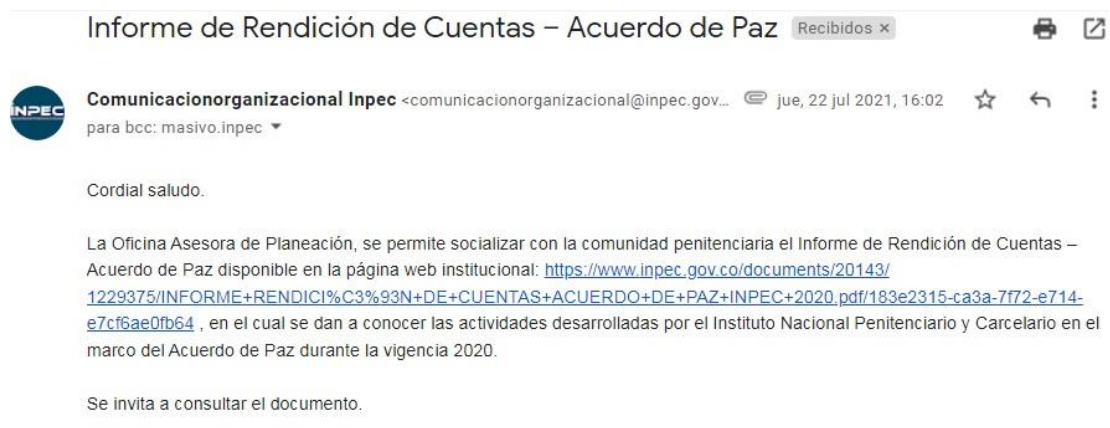 Informe de Rendición de Cuentas – Acuerdo de Paz Recibidos ×
INPEC
Comunicacionorganizacional Inpec <comunicacionorganizacional@inpec.gov... jue, 22 jul 2021, 16:02
para bcc: masivo.inpec
Cordial saludo.
La Oficina Asesora de Planeación, se permite socializar con la comunidad penitenciaria el Informe de Rendición de Cuentas –
Acuerdo de Paz disponible en la página web institucional: https://www.inpec.gov.co/documents/20143/
1229375/INFORME+RENDICI%C3%93N+DE+CUENTAS+ACUERDO+DE+PAZ+INPEC+2020.pdf/183e2315-ca3a-7f72-e714-
e7cf6ae0fb64 , en el cual se dan a conocer las actividades desarrolladas por el Instituto Nacional Penitenciario y Carcelario en el
marco del Acuerdo de Paz durante la vigencia 2020.
Se invita a consultar el documento.